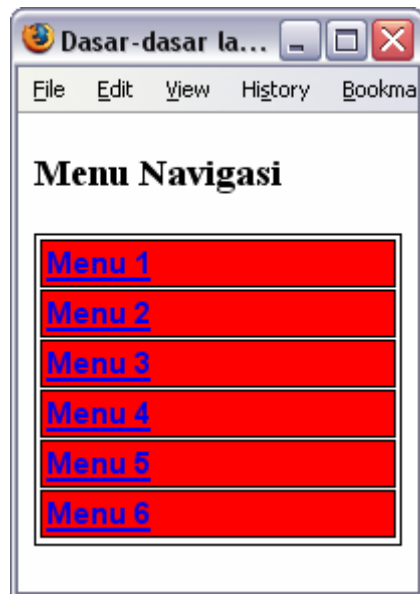 Dasar-dasar la...
File Edit View History Bookma
Menu Navigasi
Menu 1
Menu 2
Menu 3
Menu 4
Menu 5
Menu 6